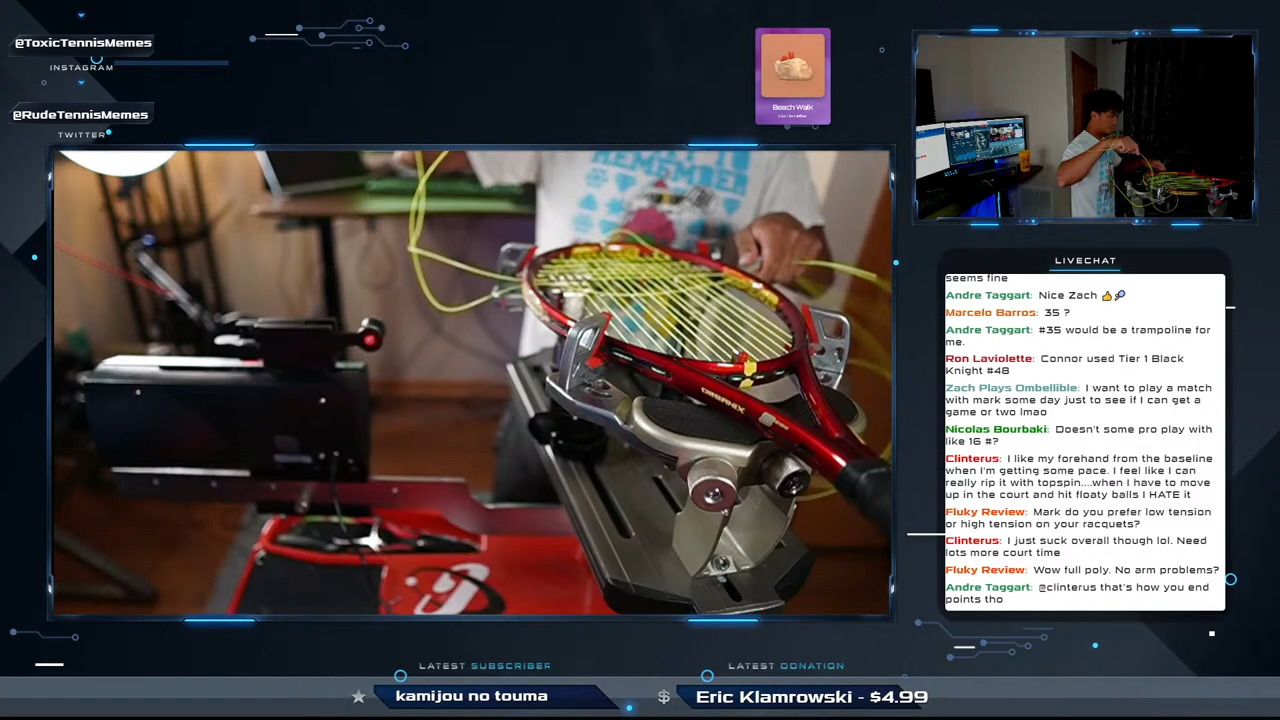 @ToxicTennisMemes
INSTAGRAM
@RudeTennisMemes
TWITTER
Beach Walk
REMEMBER
ORGANIX
LIVECHAT
seems fine
Andre Taggart: Nice Zach 👍🎾
Marcelo Barros: 35 ?
Andre Taggart: #35 would be a trampoline for
me.
Ron Laviolette: Connor used Tier 1 Black
Knight #48
Zach Plays Ombellible: I want to play a match
with mark some day just to see if I can get a
game or two lmao
Nicolas Bourbaki: Doesn't some pro play with
like 16 #?
Clinterus: I like my forehand from the baseline
when I'm getting some pace. I feel like I can
really rip it with topspin....when I have to move
up in the court and hit floaty balls I HATE it
Fluky Review: Mark do you prefer low tension
or high tension on your racquets?
Clinterus: I just suck overall though lol. Need
lots more court time
Fluky Review: Wow full poly. No arm problems?
Andre Taggart: @clinterus that's how you end
points tho
LATEST SUBSCRIBER
kamijou no touma
LATEST DONATION
$ Eric Klamrowski - $4.99